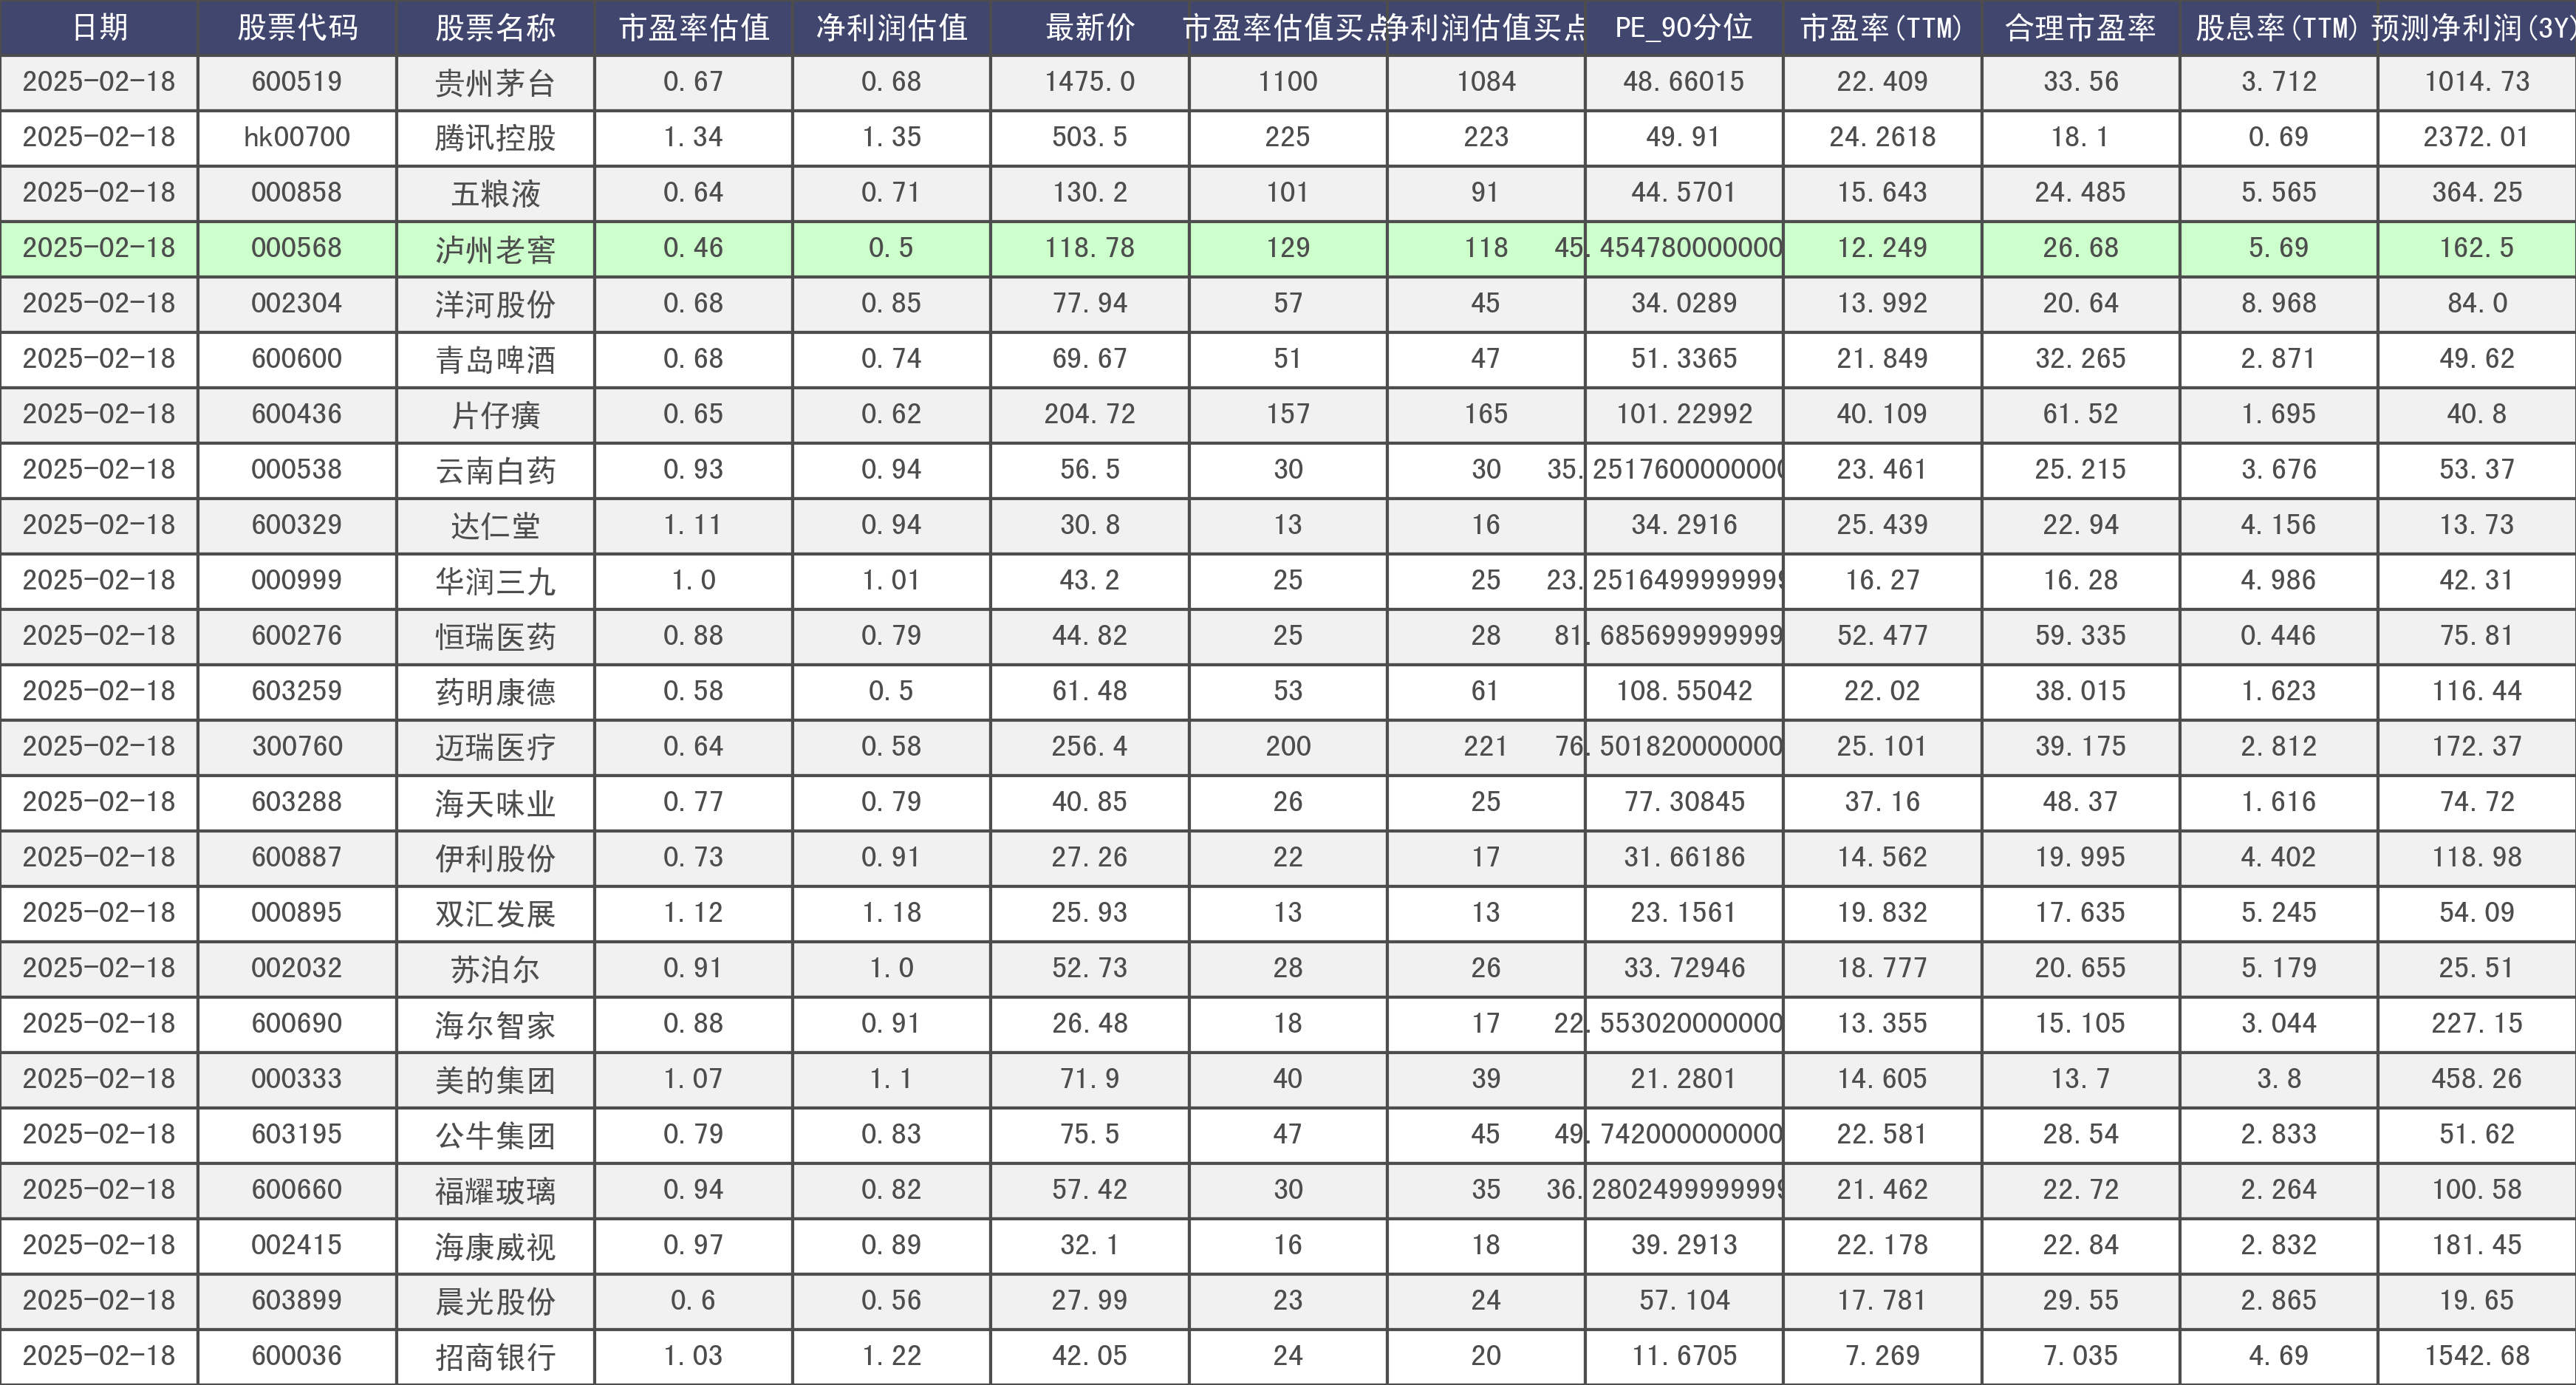 日期 股票代码 股票名称 市盈率估值 净利润估值 最新价 市盈率估值买点 净利润估值买点 PE_90分位 市盈率(TTM) 合理市盈率 股息率(TTM) 预测净利润(3Y)
2025-02-18 600519 贵州茅台 0.67 0.68 1475.0 1100 1084 48.66015 22.409 33.56 3.712 1014.73
2025-02-18 hk00700 腾讯控股 1.34 1.35 503.5 225 223 49.91 24.2618 18.1 0.69 2372.01
2025-02-18 000858 五粮液 0.64 0.71 130.2 101 91 44.5701 15.643 24.485 5.565 364.25
2025-02-18 000568 泸州老窖 0.46 0.5 118.78 129 118 45.454780000000 12.249 26.68 5.69 162.5
2025-02-18 002304 洋河股份 0.68 0.85 77.94 57 45 34.0289 13.992 20.64 8.968 84.0
2025-02-18 600600 青岛啤酒 0.68 0.74 69.67 51 47 51.3365 21.849 32.265 2.871 49.62
2025-02-18 600436 片仔癀 0.65 0.62 204.72 157 165 101.22992 40.109 61.52 1.695 40.8
2025-02-18 000538 云南白药 0.93 0.94 56.5 30 30 35.2517600000000 23.461 25.215 3.676 53.37
2025-02-18 600329 达仁堂 1.11 0.94 30.8 13 16 34.2916 25.439 22.94 4.156 13.73
2025-02-18 000999 华润三九 1.0 1.01 43.2 25 25 23.2516499999999 16.27 16.28 4.986 42.31
2025-02-18 600276 恒瑞医药 0.88 0.79 44.82 25 28 81.685699999999 52.477 59.335 0.446 75.81
2025-02-18 603259 药明康德 0.58 0.5 61.48 53 61 108.55042 22.02 38.015 1.623 116.44
2025-02-18 300760 迈瑞医疗 0.64 0.58 256.4 200 221 76.501820000000 25.101 39.175 2.812 172.37
2025-02-18 603288 海天味业 0.77 0.79 40.85 26 25 77.30845 37.16 48.37 1.616 74.72
2025-02-18 600887 伊利股份 0.73 0.91 27.26 22 17 31.66186 14.562 19.995 4.402 118.98
2025-02-18 000895 双汇发展 1.12 1.18 25.93 13 13 23.1561 19.832 17.635 5.245 54.09
2025-02-18 002032 苏泊尔 0.91 1.0 52.73 28 26 33.72946 18.777 20.655 5.179 25.51
2025-02-18 600690 海尔智家 0.88 0.91 26.48 18 17 22.553020000000 13.355 15.105 3.044 227.15
2025-02-18 000333 美的集团 1.07 1.1 71.9 40 39 21.2801 14.605 13.7 3.8 458.26
2025-02-18 603195 公牛集团 0.79 0.83 75.5 47 45 49.742000000000 22.581 28.54 2.833 51.62
2025-02-18 600660 福耀玻璃 0.94 0.82 57.42 30 35 36.2802499999999 21.462 22.72 2.264 100.58
2025-02-18 002415 海康威视 0.97 0.89 32.1 16 18 39.2913 22.178 22.84 2.832 181.45
2025-02-18 603899 晨光股份 0.6 0.56 27.99 23 24 57.104 17.781 29.55 2.865 19.65
2025-02-18 600036 招商银行 1.03 1.22 42.05 24 20 11.6705 7.269 7.035 4.69 1542.68